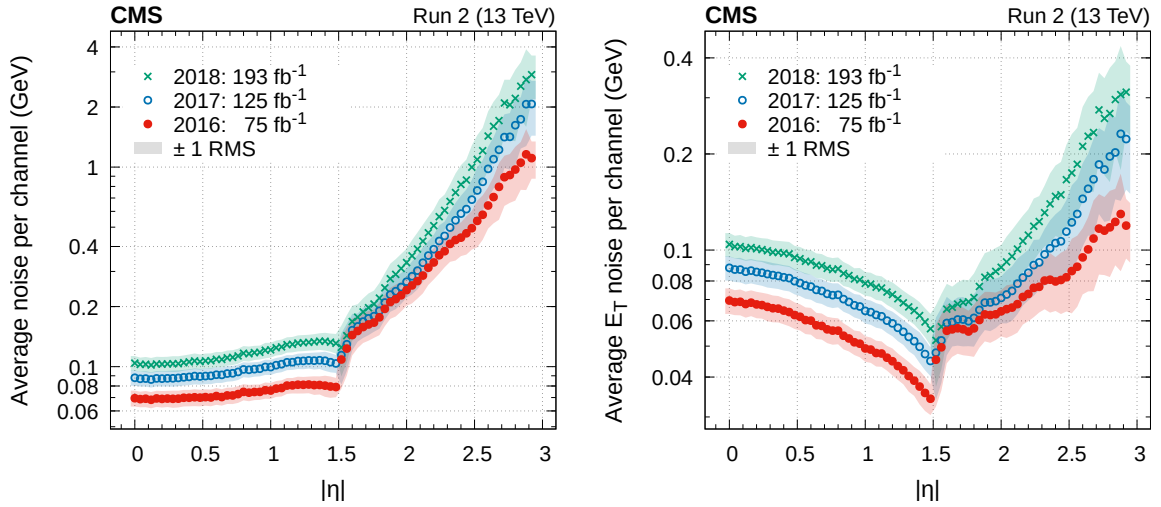 CMS Run 2 (13 TeV)
Average noise per channel (GeV)
4
2
1
0.4
0.2
0.1
0.08
0.06
2018: 193 fb⁻¹
2017: 125 fb⁻¹
2016: 75 fb⁻¹
± 1 RMS
0 0.5 1 1.5 2 2.5 3
|η|
CMS Run 2 (13 TeV)
Average E_T noise per channel (GeV)
0.4
0.2
0.1
0.08
0.06
0.04
2018: 193 fb⁻¹
2017: 125 fb⁻¹
2016: 75 fb⁻¹
± 1 RMS
0 0.5 1 1.5 2 2.5 3
|η|